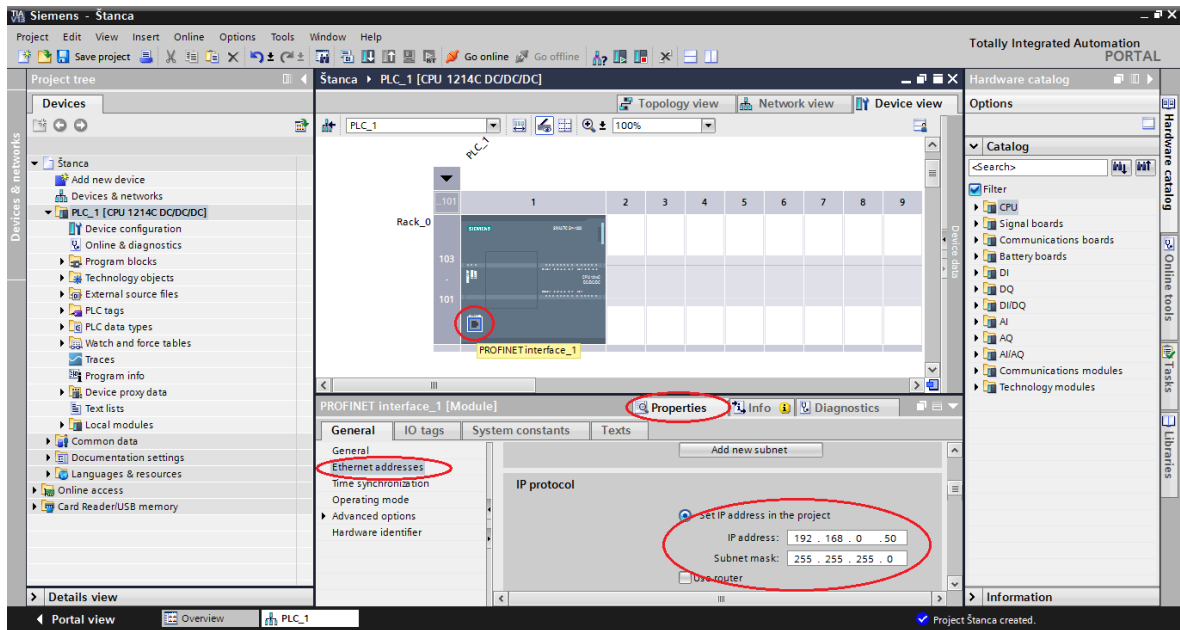 Siemens - Štanca
Project Edit View Insert Online Options Tools Window Help
Save project
Go online
Go offline
Totally Integrated Automation
PORTAL
Project tree
Devices
Devices & networks
Štanca
Add new device
Devices & networks
PLC_1 [CPU 1214C DC/DC/DC]
Device configuration
Online & diagnostics
Program blocks
Technology objects
External source files
PLC tags
PLC data types
Watch and force tables
Traces
Program info
Device proxy data
Text lists
Local modules
Common data
Documentation settings
Languages & resources
Online access
Card Reader/USB memory
Details view
Štanca PLC_1 [CPU 1214C DC/DC/DC]
Topology view
Network view
Device view
PLC_1
100%
PLC_1
..101 1 2 3 4 5 6 7 8 9
Rack_0
SIEMENS
103
101
PROFINET interface_1
Device data
PROFINET interface_1 [Module]
Properties
Info
Diagnostics
General
IO tags
System constants
Texts
General
Ethernet addresses
Time synchronization
Operating mode
Advanced options
Hardware identifier
Add new subnet
IP protocol
Set IP address in the project
IP address: 192 . 168 . 0 . 50
Subnet mask: 255 . 255 . 255 . 0
Use router
Hardware catalog
Options
Catalog
<Search>
Filter
CPU
Signal boards
Communications boards
Battery boards
DI
DQ
DI/DQ
AI
AQ
AI/AQ
Communications modules
Technology modules
Information
Hardware catalog
Online tools
Tasks
Libraries
Portal view
Overview
PLC_1
Project Štanca created.